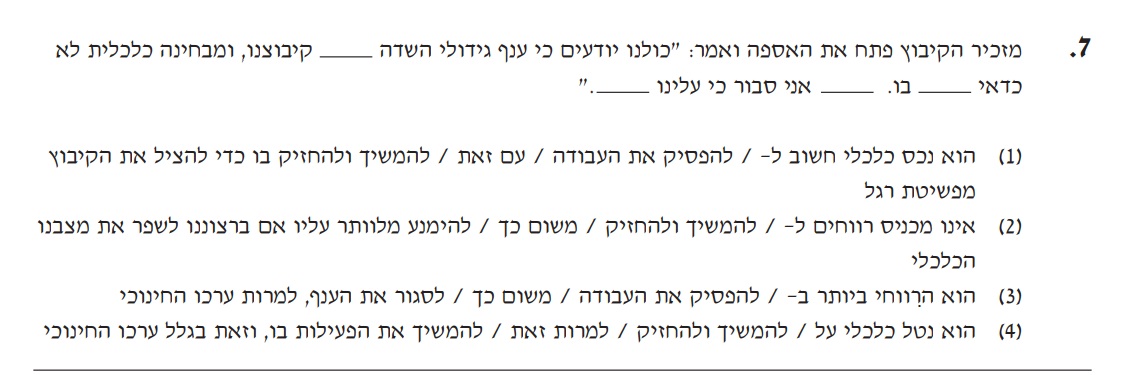 7. מזכיר הקיבוץ פתח את האספה ואמר: "כולנו יודעים כי ענף גידולי השדה _____ קיבוצנו, ומבחינה כלכלית לא
כדאי _____ בו. _____ אני סבור כי עלינו _____."
(1) הוא נכס כלכלי חשוב ל- / להפסיק את העבודה / עם זאת / להמשיך ולהחזיק בו כדי להציל את הקיבוץ
מפשיטת רגל
(2) אינו מכניס רווחים ל- / להמשיך ולהחזיק / משום כך / להימנע מלוותר עליו אם ברצוננו לשפר את מצבנו
הכלכלי
(3) הוא הרִווחי ביותר ב- / להפסיק את העבודה / משום כך / לסגור את הענף, למרות ערכו החינוכי
(4) הוא נטל כלכלי על / להמשיך ולהחזיק / למרות זאת / להמשיך את הפעילות בו, וזאת בגלל ערכו החינוכי